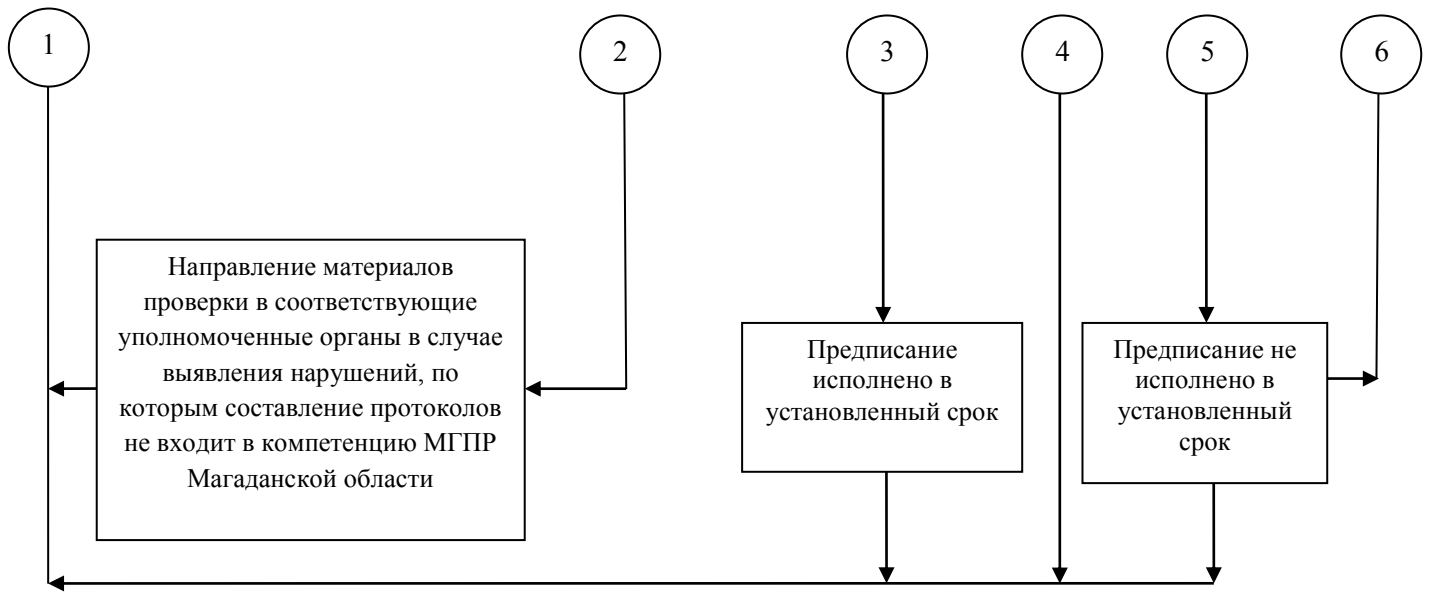 1
2
3
4
5
6
Направление материалов
проверки в соответствующие
уполномоченные органы в случае
выявления нарушений, по
которым составление протоколов
не входит в компетенцию МГПР
Магаданской области
Предписание
исполнено в
установленный срок
Предписание не
исполнено в
установленный
срок